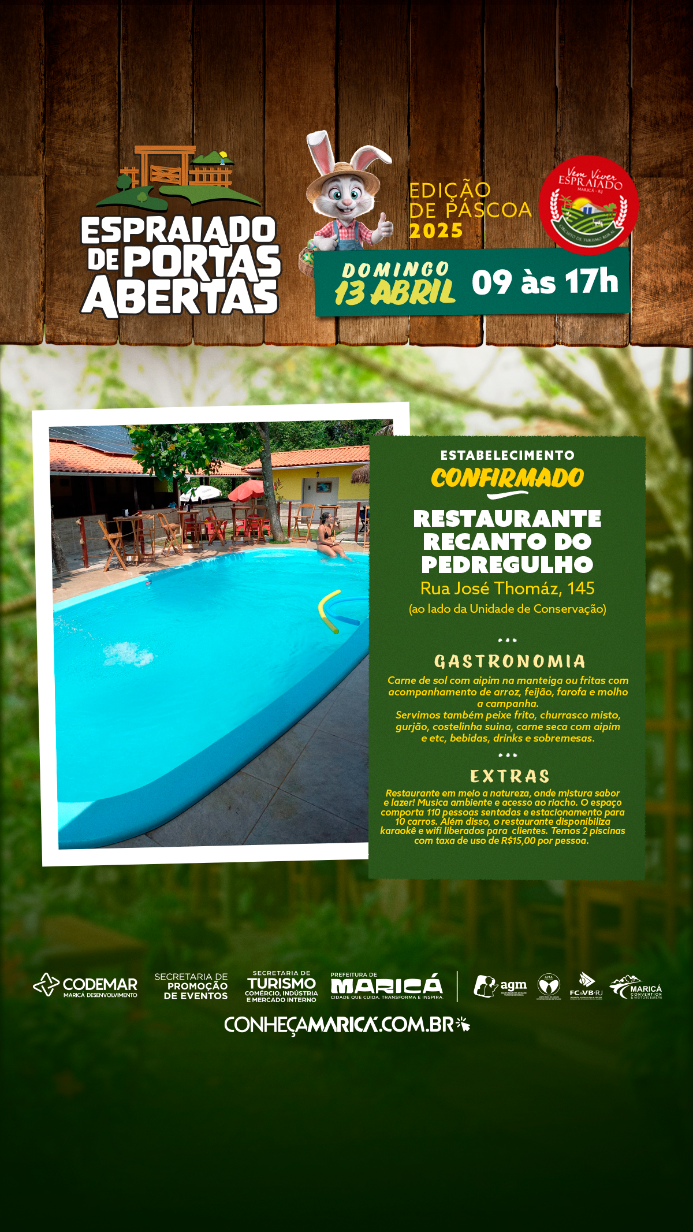 ESPRAIADO
DE PORTAS
ABERTAS
EDIÇÃO
DE PÁSCOA
2025
Vem Viver
ESPRAIADO
MARICÁ - RJ
DOMINGO
13 ABRIL
09 às 17h
ESTABELECIMENTO
CONFIRMADO
RESTAURANTE
RECANTO DO
PEDREGULHO
Rua José Thomáz, 145
(ao lado da Unidade de Conservação)
GASTRONOMIA
Carne de sol com aipim na manteiga ou fritas com
acompanhamento de arroz, feijão, farofa e molho
a campanha.
Servimos também peixe frito, churrasco misto,
gurjão, costelinha suina, carne seca com aipim
e etc, bebidas, drinks e sobremesas.
EXTRAS
Restaurante em meio a natureza, onde mistura sabor
e lazer! Musica ambiente e acesso ao riacho. O espaço
comporta 110 pessoas sentadas e estacionamento para
10 carros. Além disso, o restaurante disponibiliza
karaokê e wifi liberados para clientes. Temos 2 piscinas
com taxa de uso de R$15,00 por pessoa.
CODEMAR
MARICÁ DESENVOLVIMENTO
SECRETARIA DE
PROMOÇÃO
DE EVENTOS
SECRETARIA DE
TURISMO
COMÉRCIO, INDÚSTRIA
E MERCADO INTERNO
PREFEITURA DE
MARICÁ
CIDADE QUE CUIDA, TRANSFORMA E INSPIRA.
agm
FC&VB-RJ
MARICÁ
CONVENTION
CONHEÇAMARICÁ.COM.BR